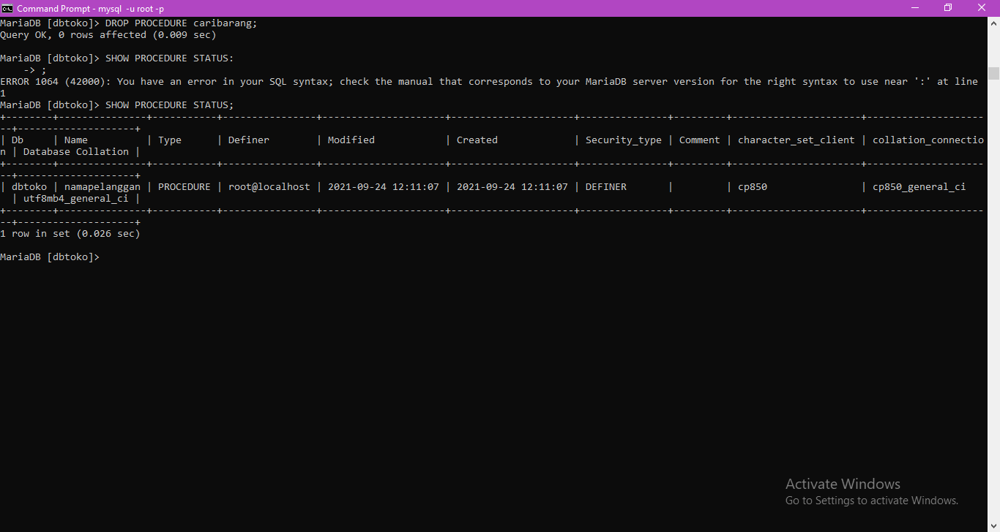 Command Prompt - mysql -u root -p
MariaDB [dbtoko]> DROP PROCEDURE caribarang;
Query OK, 0 rows affected (0.009 sec)
MariaDB [dbtoko]> SHOW PROCEDURE STATUS:
    -> ;
ERROR 1064 (42000): You have an error in your SQL syntax; check the manual that corresponds to your MariaDB server version for the right syntax to use near ':' at line
1
MariaDB [dbtoko]> SHOW PROCEDURE STATUS;
+--------+---------------+-----------+----------------+---------------------+---------------------+---------------+---------+----------------------+--------------------
--+--------------------+
| Db     | Name          | Type      | Definer        | Modified            | Created             | Security_type | Comment | character_set_client | collation_connectio
n | Database Collation |
+--------+---------------+-----------+----------------+---------------------+---------------------+---------------+---------+----------------------+--------------------
--+--------------------+
| dbtoko | namapelanggan | PROCEDURE | root@localhost | 2021-09-24 12:11:07 | 2021-09-24 12:11:07 | DEFINER       |         | cp850                | cp850_general_ci
  | utf8mb4_general_ci |
+--------+---------------+-----------+----------------+---------------------+---------------------+---------------+---------+----------------------+--------------------
--+--------------------+
1 row in set (0.026 sec)
MariaDB [dbtoko]>
Activate Windows
Go to Settings to activate Windows.